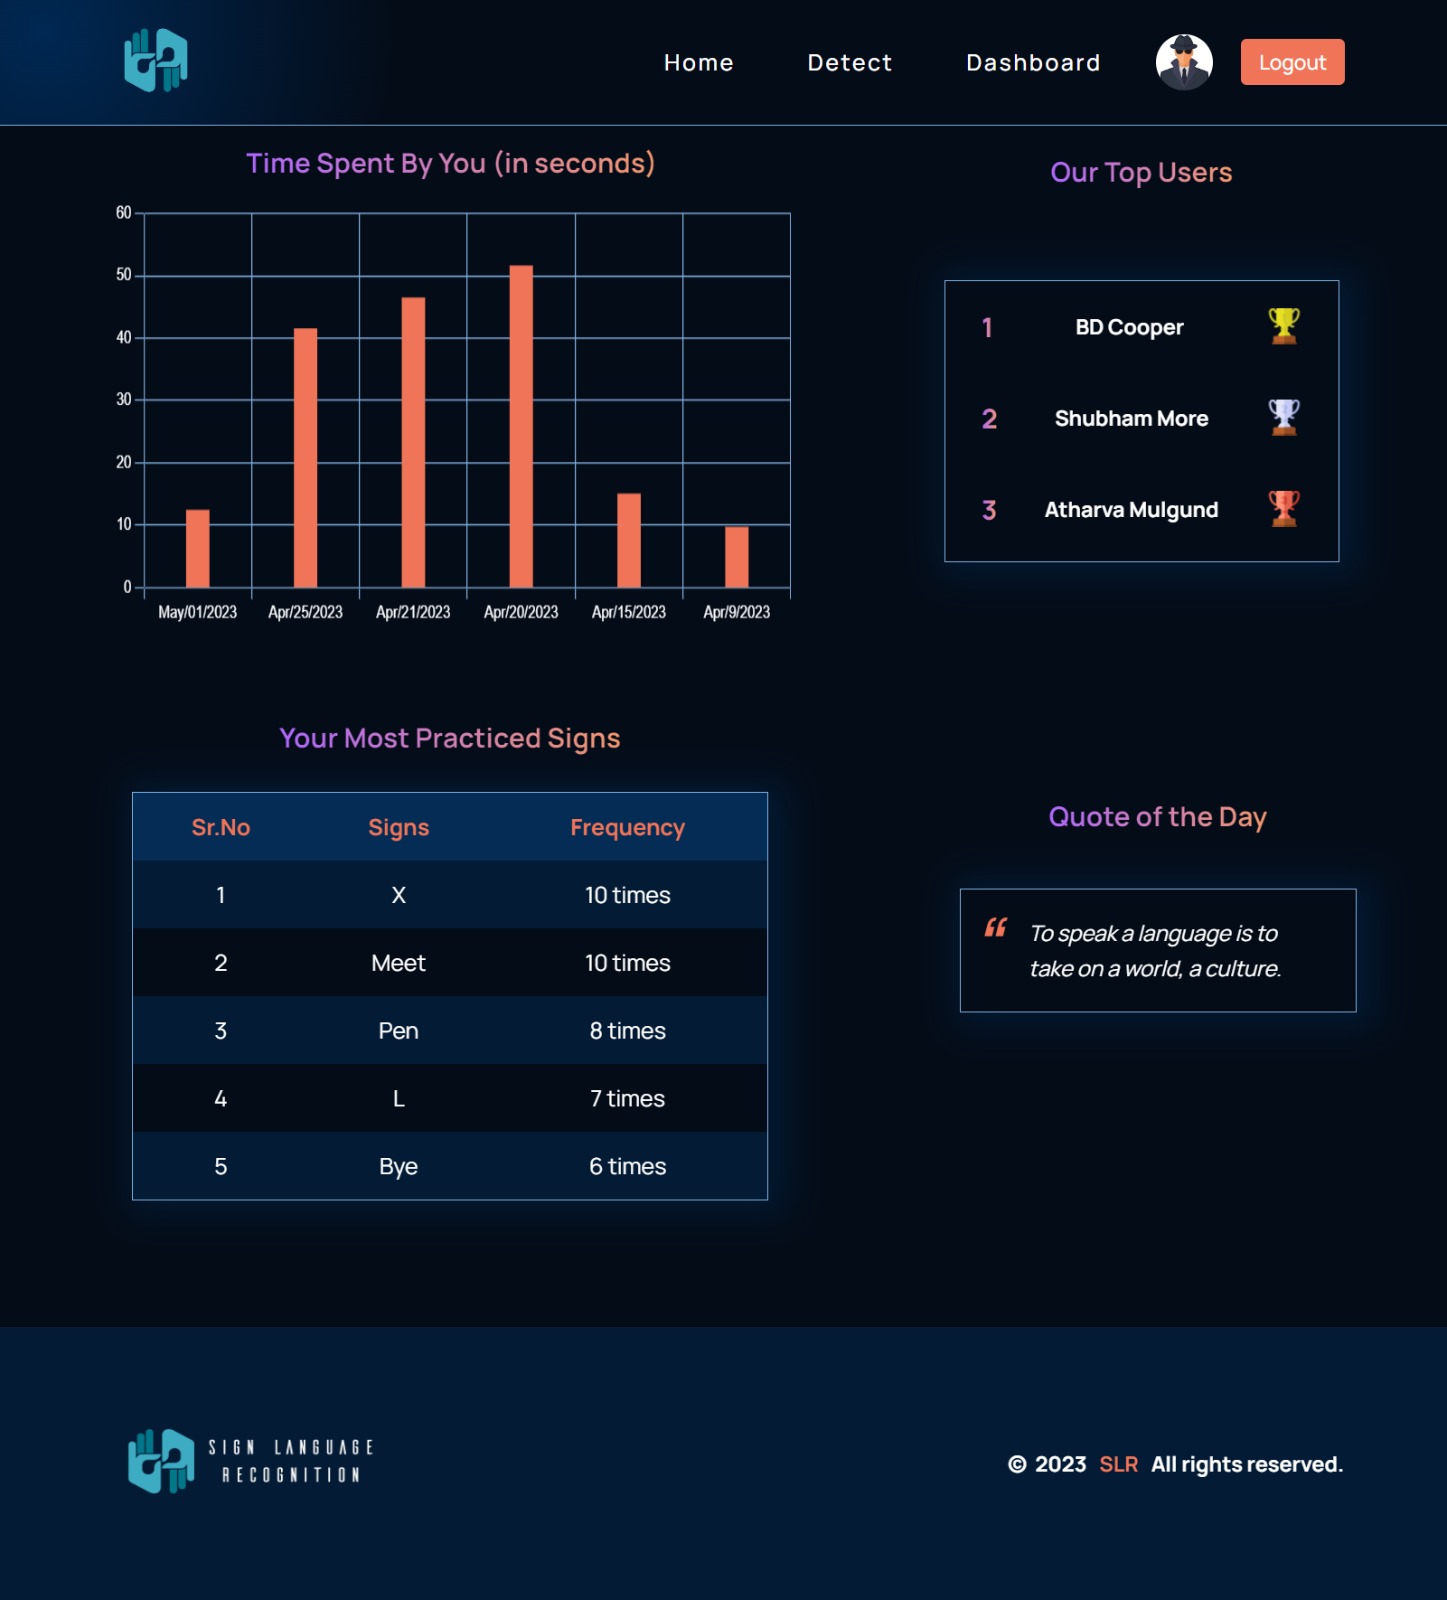 Home Detect Dashboard Logout
Time Spent By You (in seconds)
60
50
40
30
20
10
0
May/01/2023 Apr/25/2023 Apr/21/2023 Apr/20/2023 Apr/15/2023 Apr/9/2023
Our Top Users
1 BD Cooper
2 Shubham More
3 Atharva Mulgund
Your Most Practiced Signs
Sr.No Signs Frequency
1 X 10 times
2 Meet 10 times
3 Pen 8 times
4 L 7 times
5 Bye 6 times
Quote of the Day
“ To speak a language is to
take on a world, a culture.
SIGN LANGUAGE
RECOGNITION
© 2023 SLR All rights reserved.